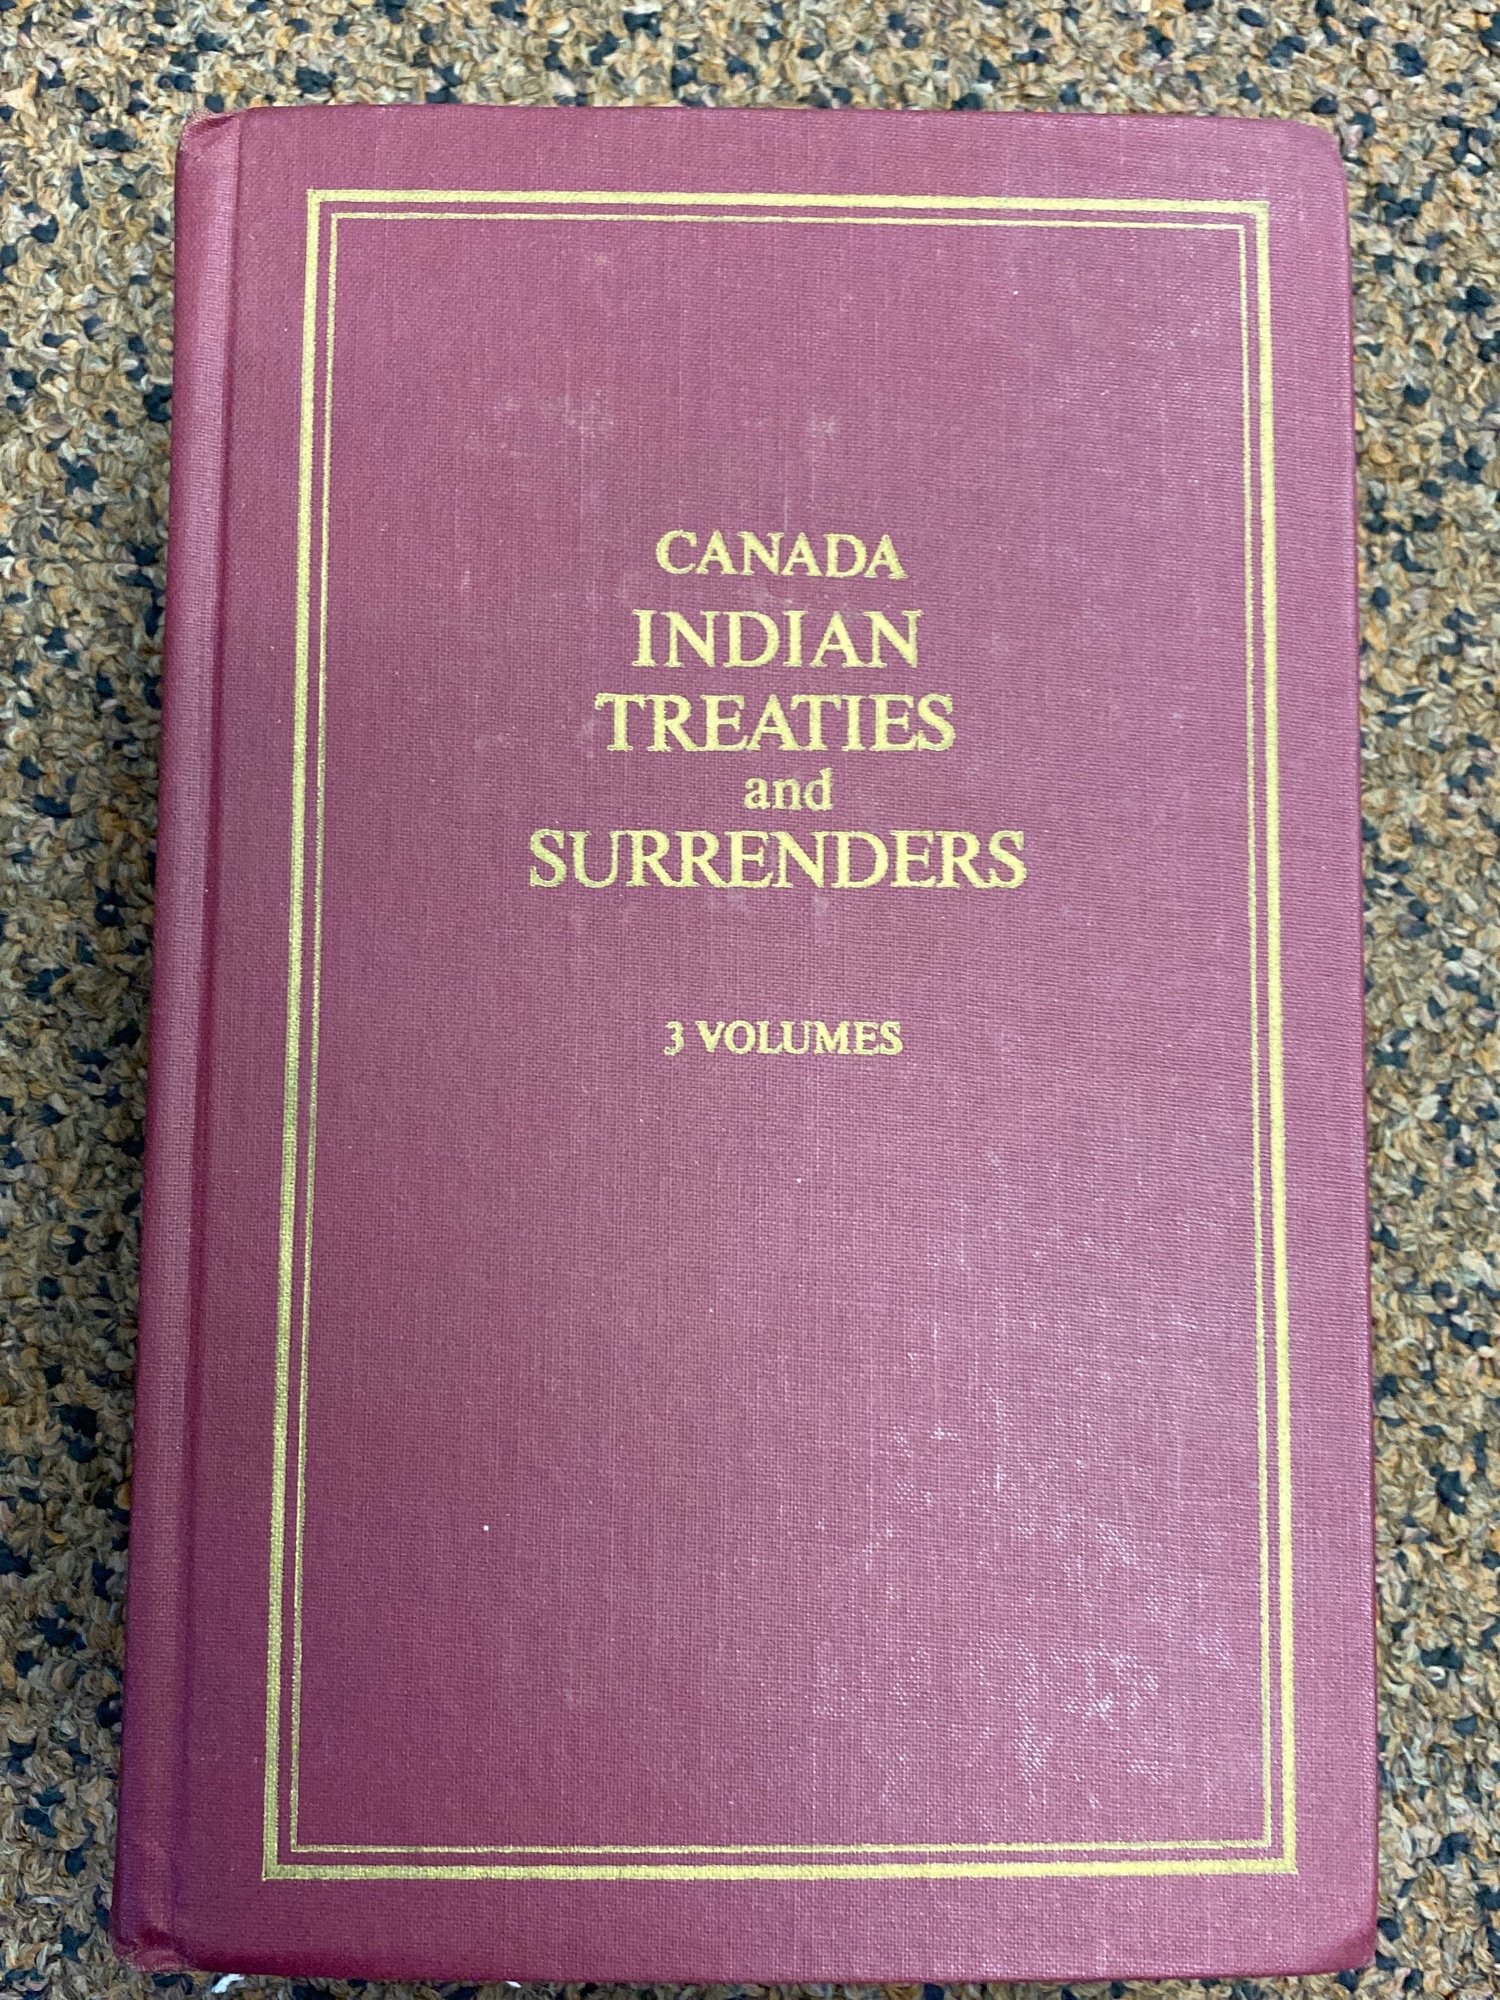 CANADA
INDIAN
TREATIES
and
SURRENDERS
3 VOLUMES